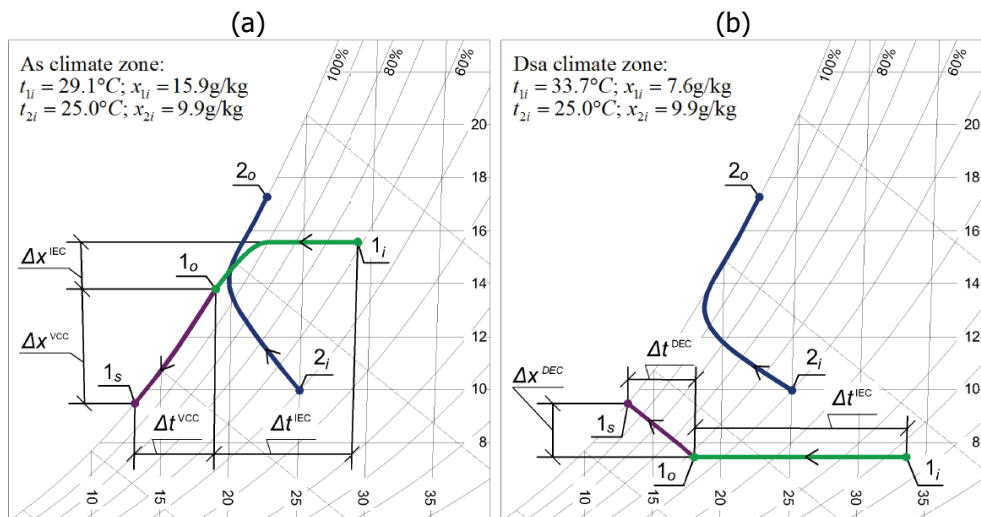 (a)
As climate zone:
t1i = 29.1°C; x1i = 15.9g/kg
t2i = 25.0°C; x2i = 9.9g/kg
100%
80%
60%
20
18
16
14
12
10
8
2o
1i
1o
2i
1s
Δx IEC
Δx VCC
Δt VCC
Δt IEC
10
15
20
25
30
35
(b)
Dsa climate zone:
t1i = 33.7°C; x1i = 7.6g/kg
t2i = 25.0°C; x2i = 9.9g/kg
100%
80%
60%
20
18
16
14
12
10
8
2o
2i
Δt DEC
Δx DEC
Δt IEC
1s
1o
1i
10
15
20
25
30
35